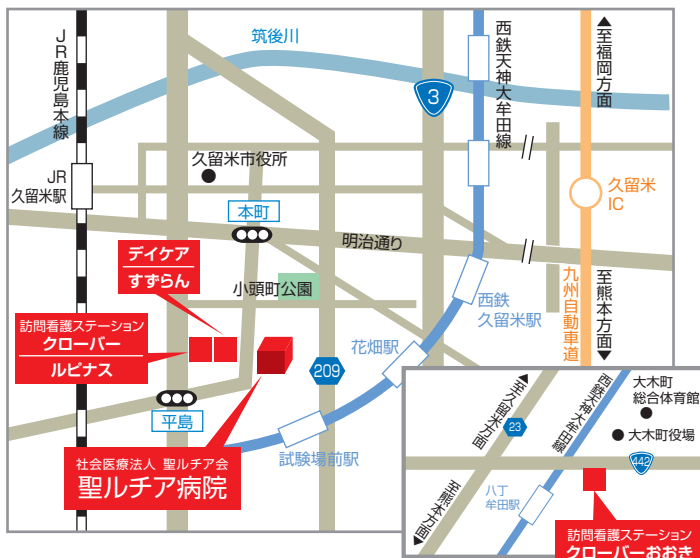 JR鹿児島本線
筑後川
3
西鉄天神大牟田線
▲至福岡方面
JR
久留米駅
久留米市役所
本町
明治通り
久留米
IC
デイケア
すずらん
小頭町公園
西鉄
久留米駅
九州自動車道
至熊本方面▼
訪問看護ステーション
クローバー
ルピナス
花畑駅
209
平島
試験場前駅
社会医療法人 聖ルチア会
聖ルチア病院
▲至久留米方面
23
西鉄天神大牟田線
大木町
総合体育館
大木町役場
442
至熊本方面▼
八丁
牟田駅
訪問看護ステーション
クローバーおおき